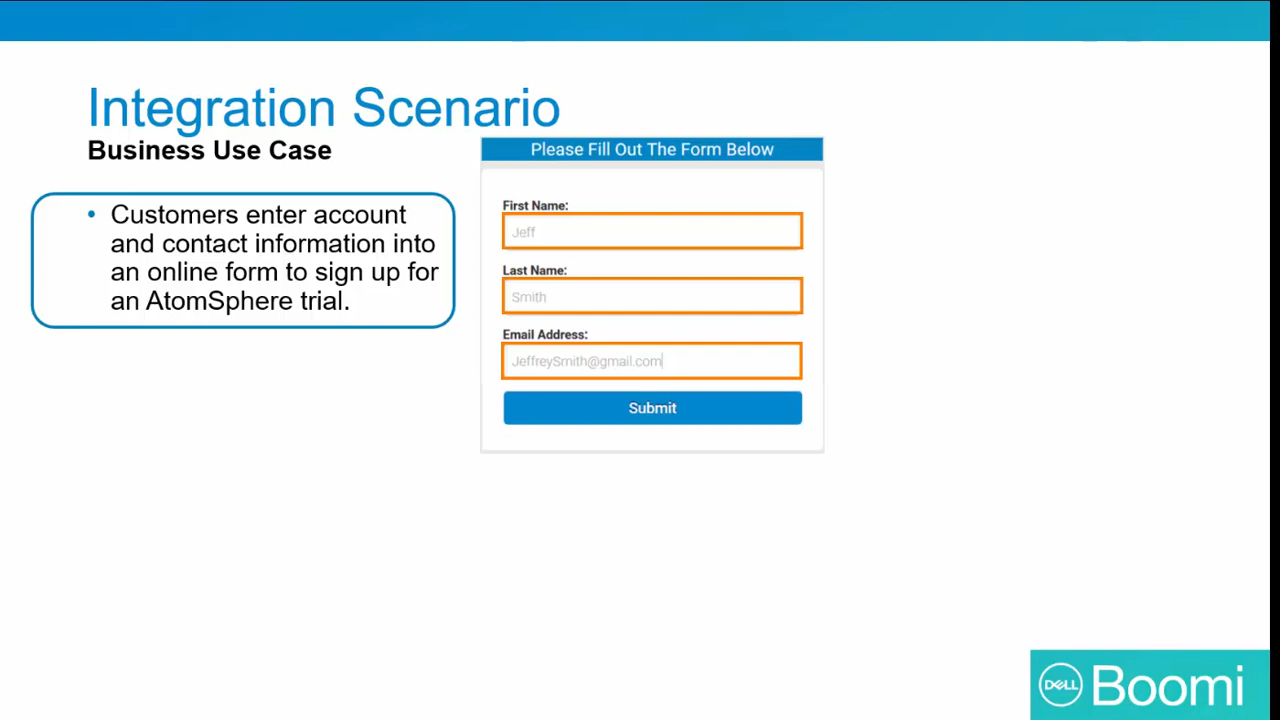 Integration Scenario
Business Use Case
• Customers enter account
and contact information into
an online form to sign up for
an AtomSphere trial.
Please Fill Out The Form Below
First Name:
Jeff
Last Name:
Smith
Email Address:
JeffreySmith@gmail.com
Submit
DELL Boomi